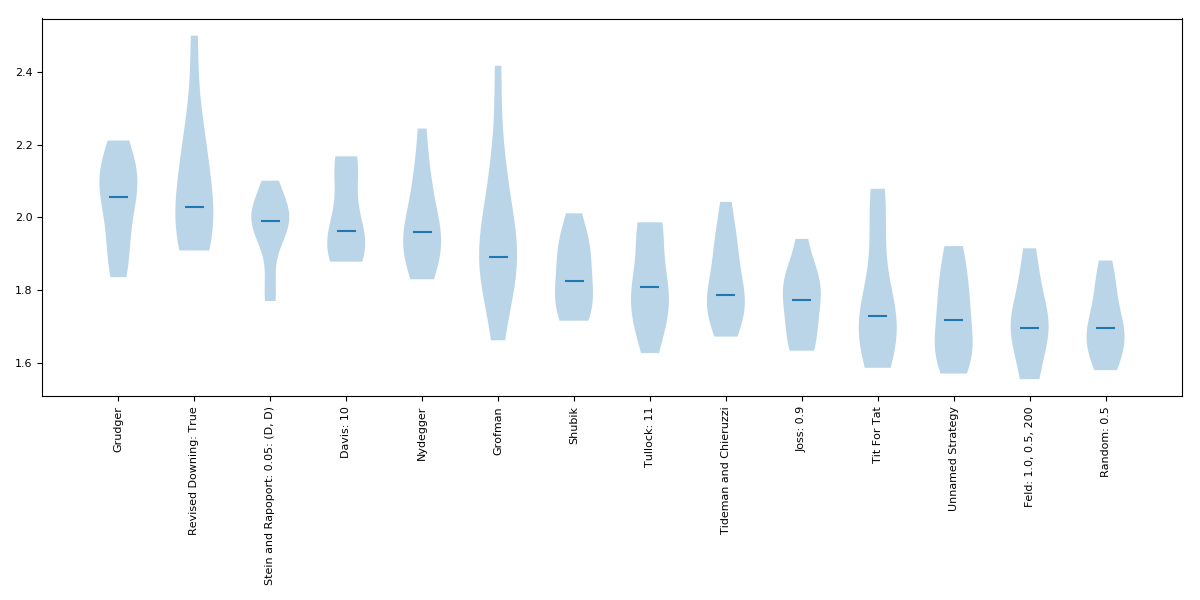 2.4
2.2
2.0
1.8
1.6
Grudger
Revised Downing: True
Stein and Rapoport: 0.05: (D, D)
Davis: 10
Nydegger
Grofman
Shubik
Tullock: 11
Tideman and Chieruzzi
Joss: 0.9
Tit For Tat
Unnamed Strategy
Feld: 1.0, 0.5, 200
Random: 0.5